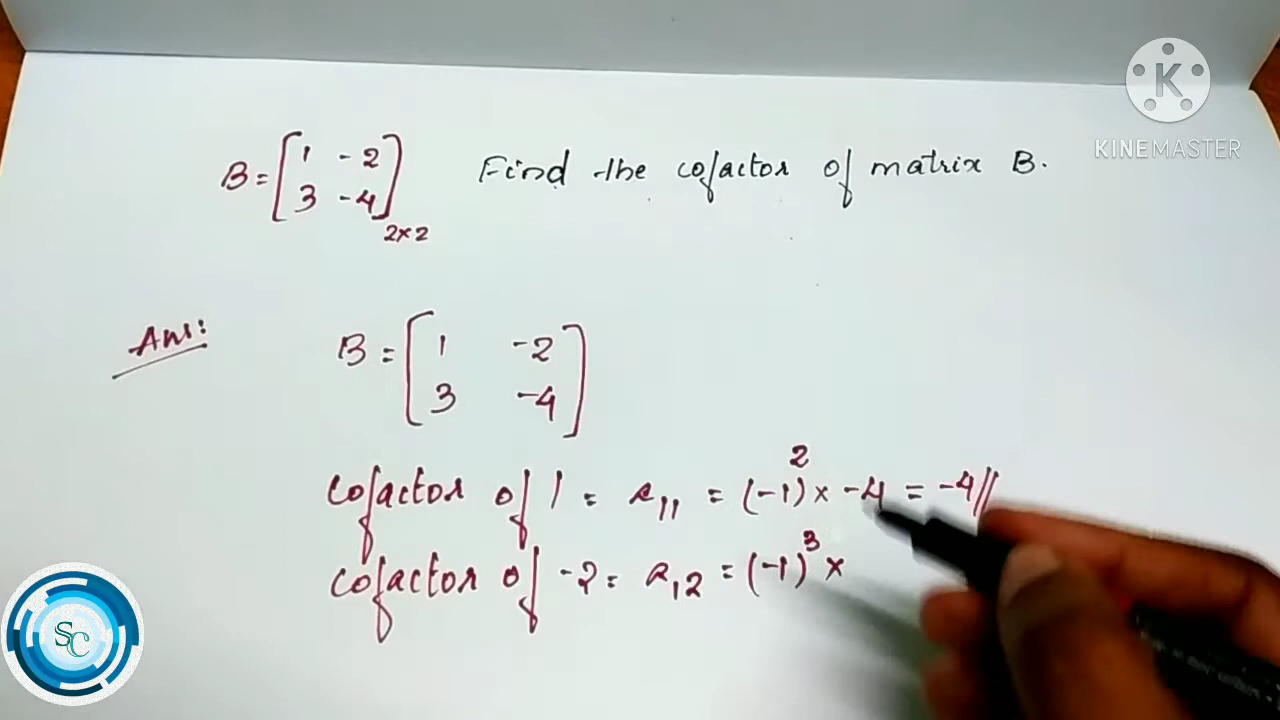 KINEMASTER
B = [ 1 -2
3 -4 ] 2×2
Find the cofactor of matrix B.
Ans:
B = [ 1 -2
3 -4 ]
cofactor of 1 = a₁₁ = (-1)² × -4 = -4//
cofactor of -2 = a₁₂ = (-1)³ ×
SC